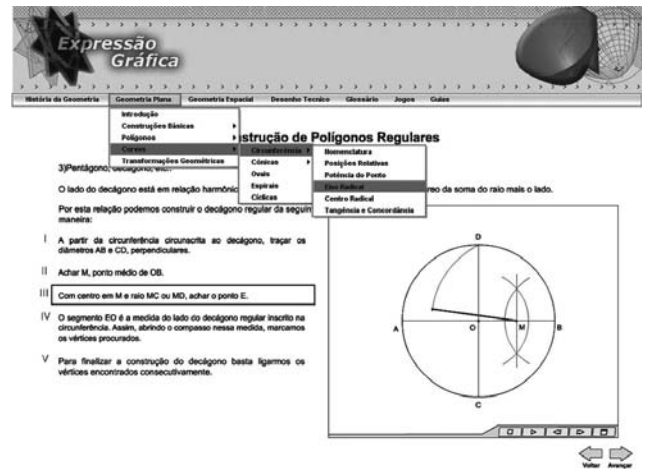 Expressão
Gráfica
História da Geometria Geometria Plana Geometria Espacial Desenho Tecnico Glossário Jogos Guias
Introdução
Construções Básicas
Polígonos
Curvas
Transformações Geométricas
Circunferência
Cônicas
Ovais
Espirais
Cíclicas
Nomenclatura
Posições Relativas
Potência do Ponto
Eixo Radical
Centro Radical
Tangência e Concordância
strução de Polígonos Regulares
3)Pentágono, decágono, etc..
O lado do decágono está em relação harmônic reo da soma do raio mais o lado.
Por esta relação podemos construir o decágono regular da seguin
maneira:
I A partir da circunferência circunscrita ao decágono, traçar os
diâmetros AB e CD, perpendiculares.
II Achar M, ponto médio de OB.
III Com centro em M e raio MC ou MD, achar o ponto E.
IV O segmento EO é a medida do lado do decágono regular inscrito na
circunferência. Assim, abrindo o compasso nessa medida, marcamos
os vértices procurados.
V Para finalizar a construção do decágono basta ligarmos os
vértices encontrados consecutivamente.
D
A O M B
C
Voltar Avançar